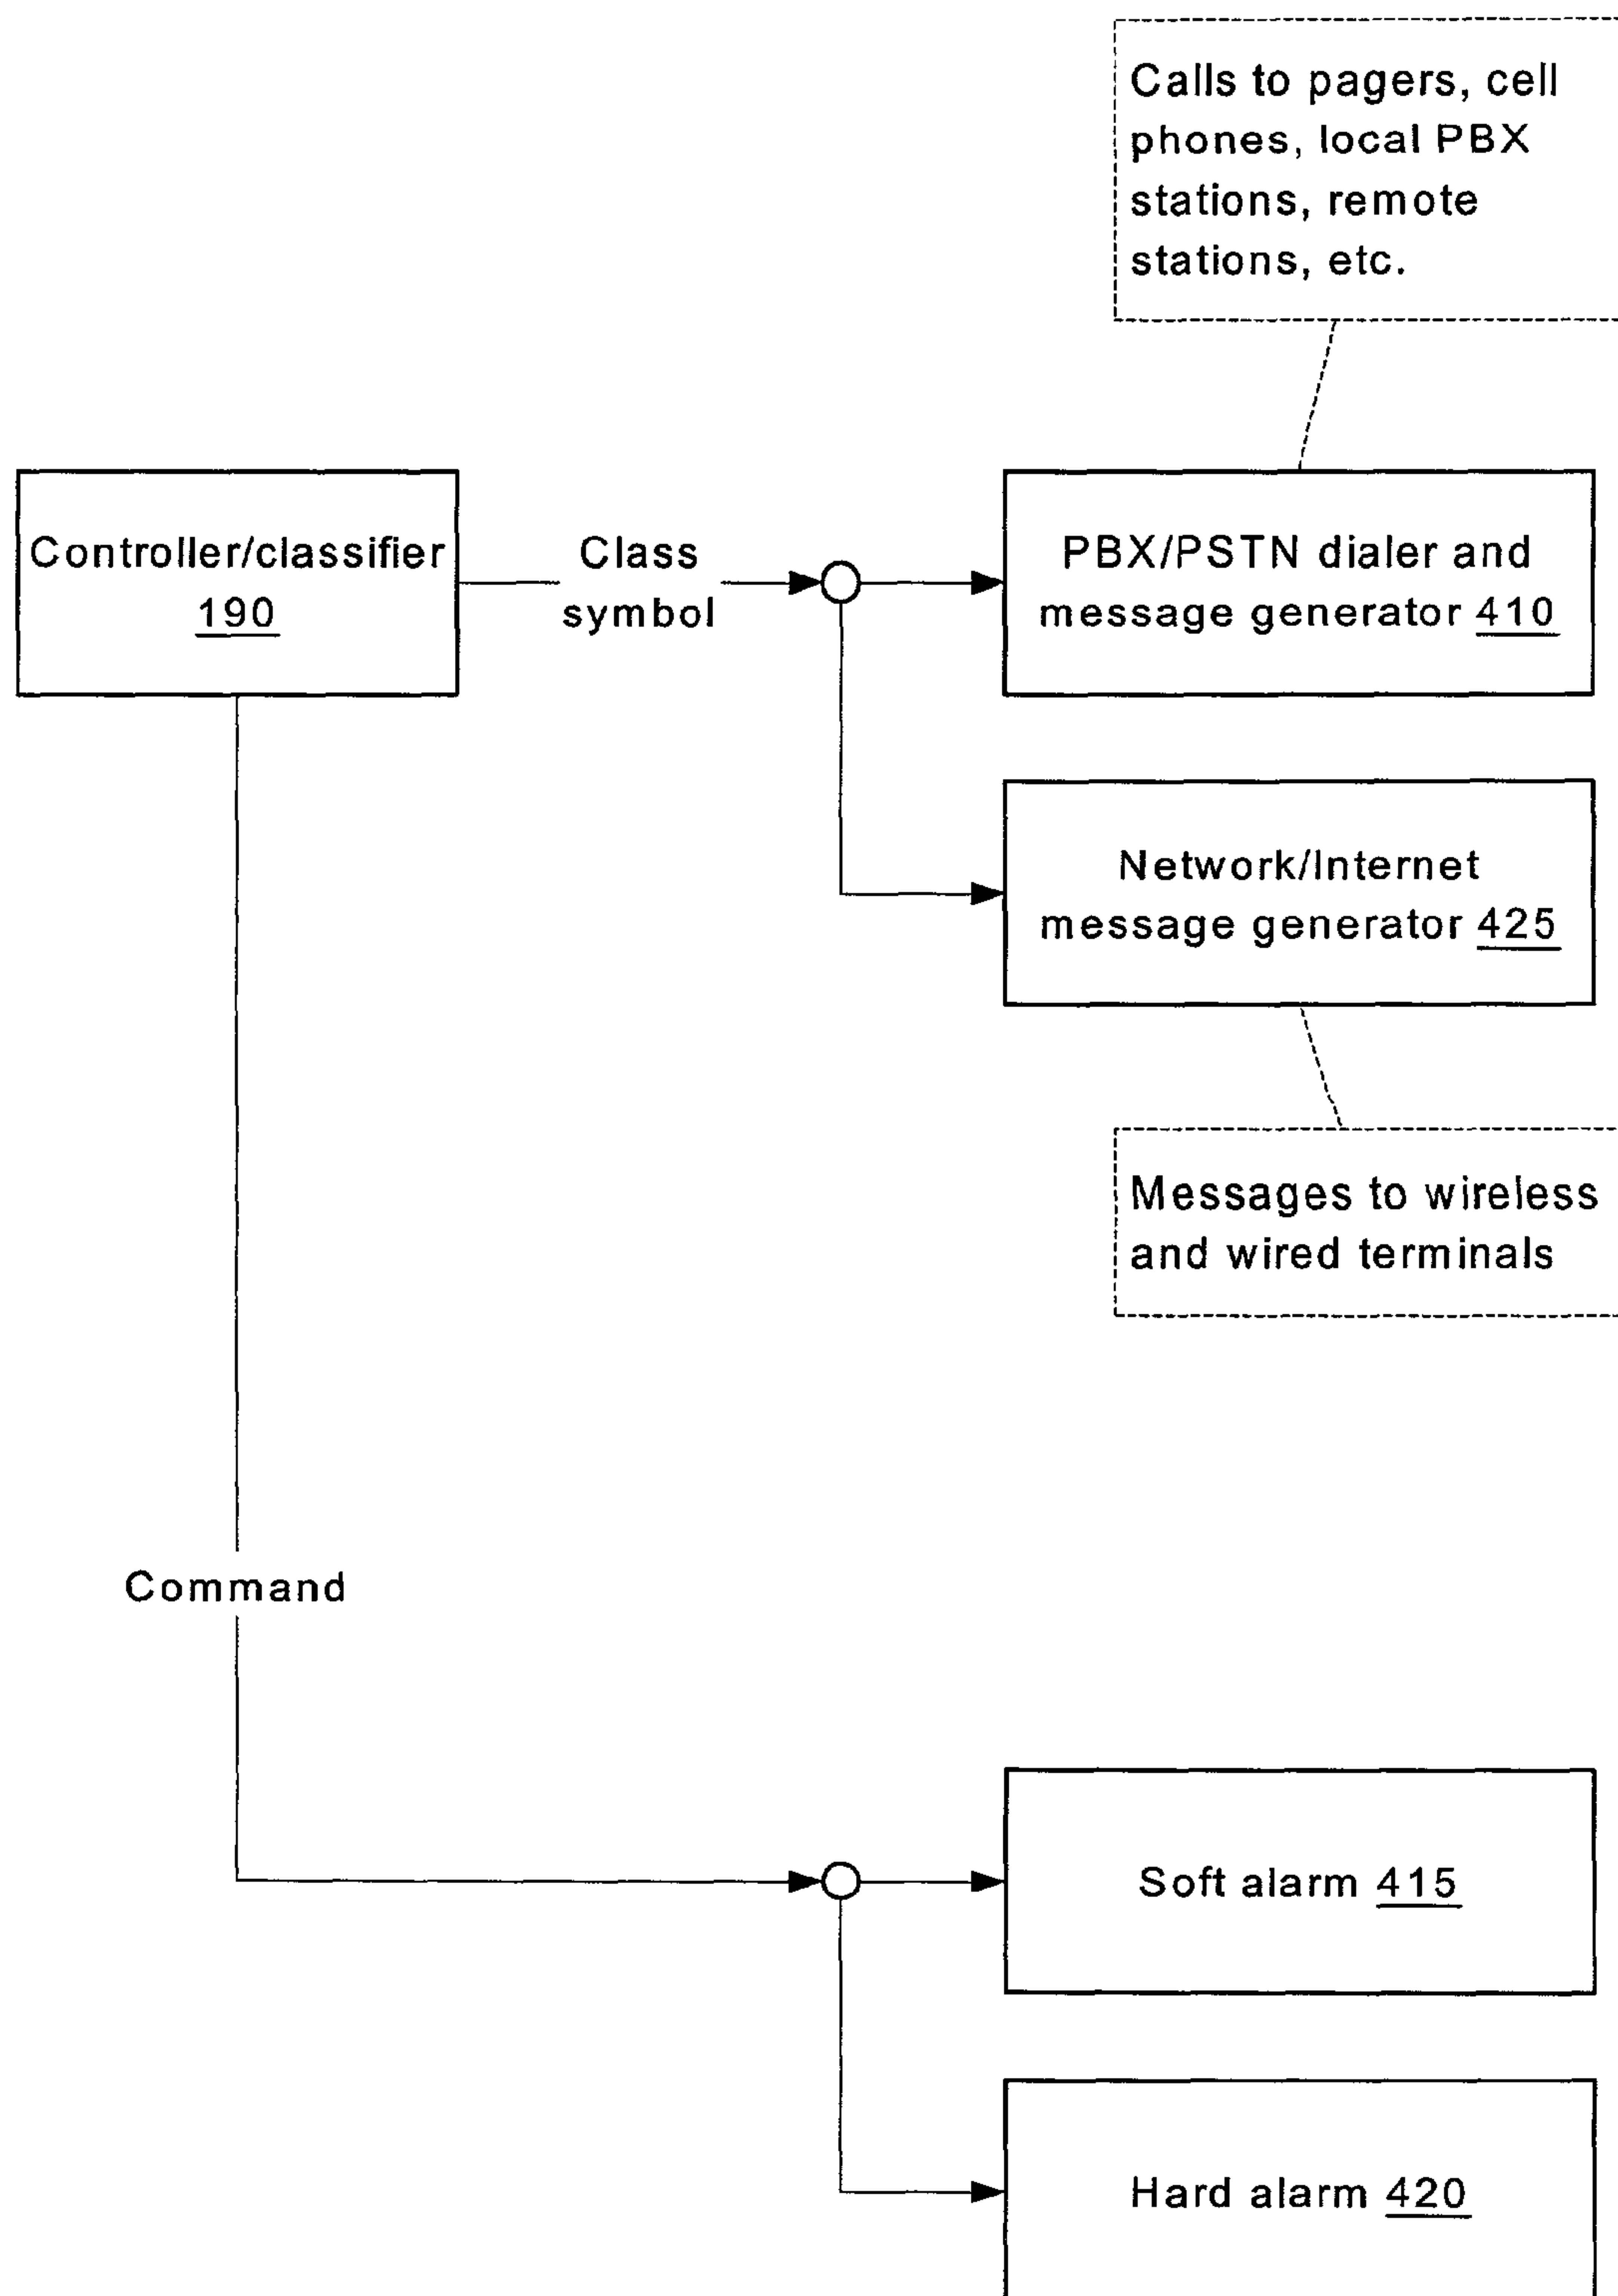 Calls to pagers, cell
phones, local PBX
stations, remote
stations, etc.
Controller/classifier
190
Class
symbol
PBX/PSTN dialer and
message generator 410
Network/Internet
message generator 425
Messages to wireless
and wired terminals
Command
Soft alarm 415
Hard alarm 420